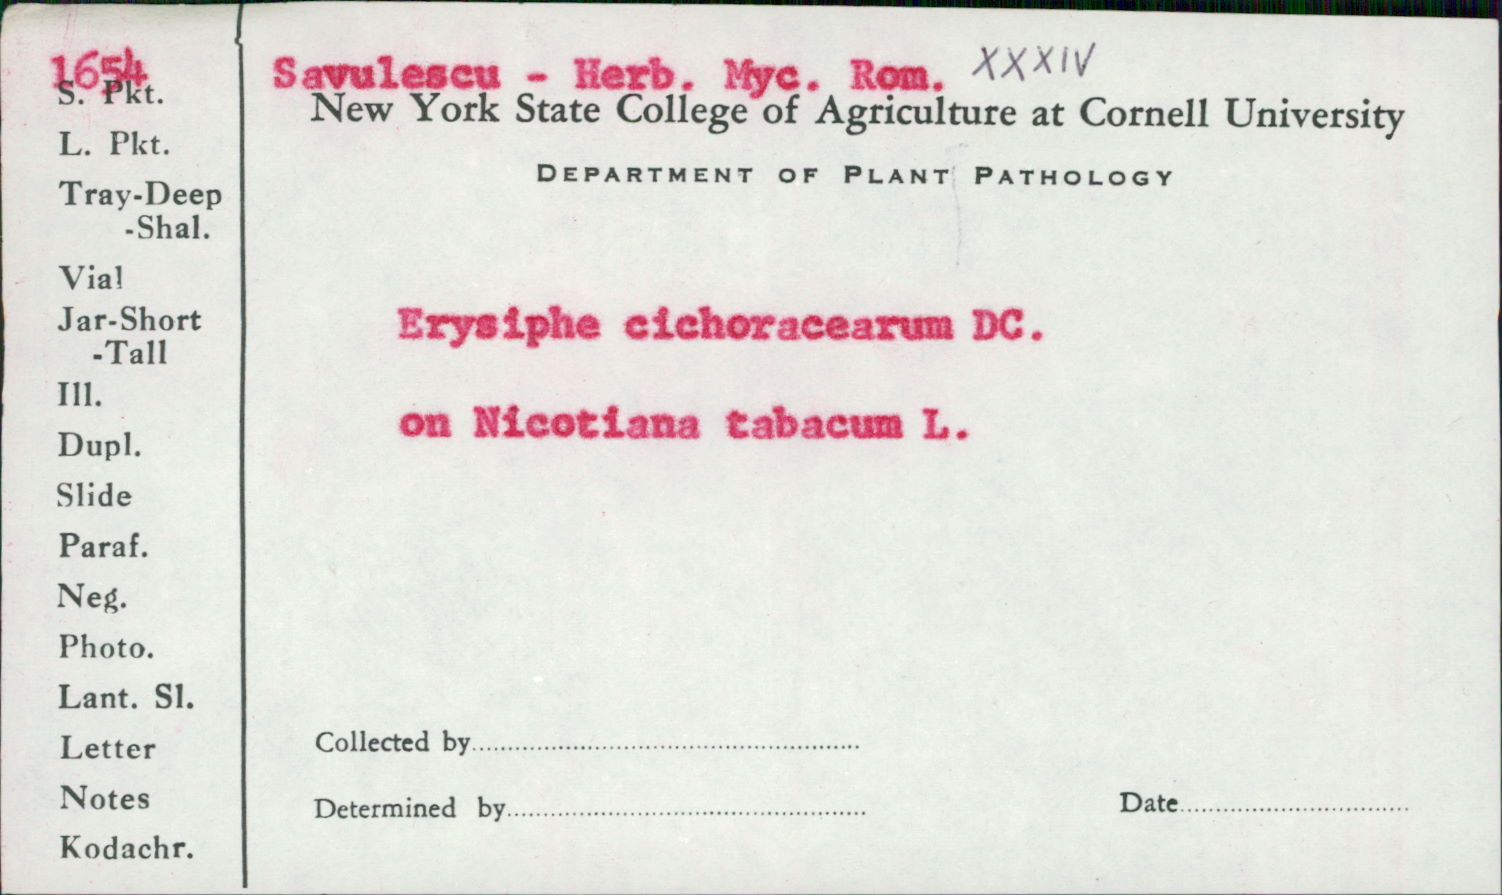 1654
S. Pkt.
L. Pkt.
Tray-Deep
-Shal.
Vial
Jar-Short
-Tall
Ill.
Dupl.
Slide
Paraf.
Neg.
Photo.
Lant. Sl.
Letter
Notes
Kodachr.
Savulescu - Herb. Myc. Rom. XXXIV
New York State College of Agriculture at Cornell University
DEPARTMENT OF PLANT PATHOLOGY
Erysiphe cichoracearum DC.
on Nicotiana tabacum L.
Collected by
Determined by
Date